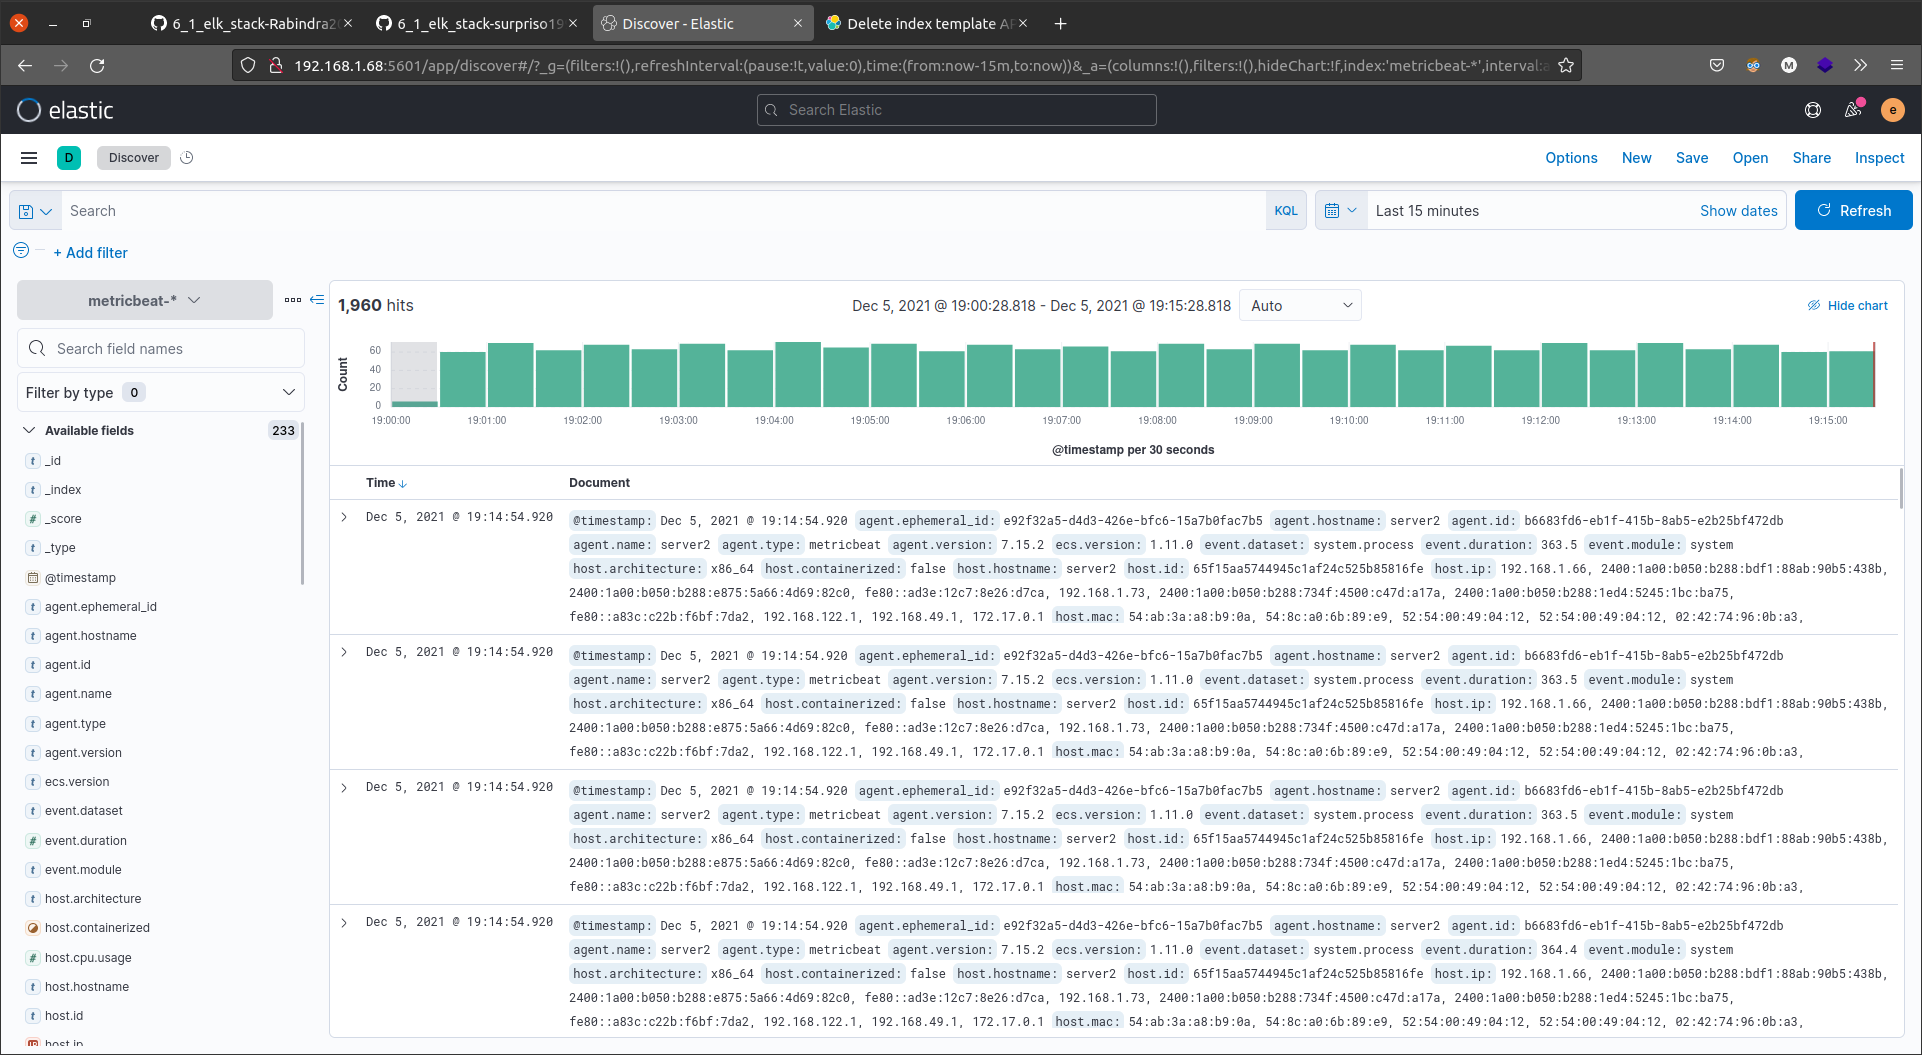 6_1_elk_stack-Rabindra2
6_1_elk_stack-surpriso19
Discover - Elastic
Delete index template AP
192.168.1.68:5601/app/discover#/?_g=(filters:!(),refreshInterval:(pause:!t,value:0),time:(from:now-15m,to:now))&_a=(columns:!(),filters:!(),hideChart:!f,index:'metricbeat-*',interval:a
M
elastic
Search Elastic
e
D
Discover
Options New Save Open Share Inspect
Search
KQL
Last 15 minutes
Show dates
Refresh
+ Add filter
metricbeat-*
1,960 hits
Dec 5, 2021 @ 19:00:28.818 - Dec 5, 2021 @ 19:15:28.818
Auto
Hide chart
Search field names
Filter by type 0
Available fields 233
t _id
t _index
# _score
t _type
@timestamp
t agent.ephemeral_id
t agent.hostname
t agent.id
t agent.name
t agent.type
t agent.version
t ecs.version
t event.dataset
# event.duration
t event.module
t host.architecture
host.containerized
# host.cpu.usage
t host.hostname
t host.id
host.ip
Count
60
40
20
0
19:00:00 19:01:00 19:02:00 19:03:00 19:04:00 19:05:00 19:06:00 19:07:00 19:08:00 19:09:00 19:10:00 19:11:00 19:12:00 19:13:00 19:14:00 19:15:00
@timestamp per 30 seconds
Time Document
Dec 5, 2021 @ 19:14:54.920 @timestamp: Dec 5, 2021 @ 19:14:54.920 agent.ephemeral_id: e92f32a5-d4d3-426e-bfc6-15a7b0fac7b5 agent.hostname: server2 agent.id: b6683fd6-eb1f-415b-8ab5-e2b25bf472db
agent.name: server2 agent.type: metricbeat agent.version: 7.15.2 ecs.version: 1.11.0 event.dataset: system.process event.duration: 363.5 event.module: system
host.architecture: x86_64 host.containerized: false host.hostname: server2 host.id: 65f15aa5744945c1af24c525b85816fe host.ip: 192.168.1.66, 2400:1a00:b050:b288:bdf1:88ab:90b5:438b,
2400:1a00:b050:b288:e875:5a66:4d69:82c0, fe80::ad3e:12c7:8e26:d7ca, 192.168.1.73, 2400:1a00:b050:b288:734f:4500:c47d:a17a, 2400:1a00:b050:b288:1ed4:5245:1bc:ba75,
fe80::a83c:c22b:f6bf:7da2, 192.168.122.1, 192.168.49.1, 172.17.0.1 host.mac: 54:ab:3a:a8:b9:0a, 54:8c:a0:6b:89:e9, 52:54:00:49:04:12, 52:54:00:49:04:12, 02:42:74:96:0b:a3,
Dec 5, 2021 @ 19:14:54.920 @timestamp: Dec 5, 2021 @ 19:14:54.920 agent.ephemeral_id: e92f32a5-d4d3-426e-bfc6-15a7b0fac7b5 agent.hostname: server2 agent.id: b6683fd6-eb1f-415b-8ab5-e2b25bf472db
agent.name: server2 agent.type: metricbeat agent.version: 7.15.2 ecs.version: 1.11.0 event.dataset: system.process event.duration: 363.5 event.module: system
host.architecture: x86_64 host.containerized: false host.hostname: server2 host.id: 65f15aa5744945c1af24c525b85816fe host.ip: 192.168.1.66, 2400:1a00:b050:b288:bdf1:88ab:90b5:438b,
2400:1a00:b050:b288:e875:5a66:4d69:82c0, fe80::ad3e:12c7:8e26:d7ca, 192.168.1.73, 2400:1a00:b050:b288:734f:4500:c47d:a17a, 2400:1a00:b050:b288:1ed4:5245:1bc:ba75,
fe80::a83c:c22b:f6bf:7da2, 192.168.122.1, 192.168.49.1, 172.17.0.1 host.mac: 54:ab:3a:a8:b9:0a, 54:8c:a0:6b:89:e9, 52:54:00:49:04:12, 52:54:00:49:04:12, 02:42:74:96:0b:a3,
Dec 5, 2021 @ 19:14:54.920 @timestamp: Dec 5, 2021 @ 19:14:54.920 agent.ephemeral_id: e92f32a5-d4d3-426e-bfc6-15a7b0fac7b5 agent.hostname: server2 agent.id: b6683fd6-eb1f-415b-8ab5-e2b25bf472db
agent.name: server2 agent.type: metricbeat agent.version: 7.15.2 ecs.version: 1.11.0 event.dataset: system.process event.duration: 363.5 event.module: system
host.architecture: x86_64 host.containerized: false host.hostname: server2 host.id: 65f15aa5744945c1af24c525b85816fe host.ip: 192.168.1.66, 2400:1a00:b050:b288:bdf1:88ab:90b5:438b,
2400:1a00:b050:b288:e875:5a66:4d69:82c0, fe80::ad3e:12c7:8e26:d7ca, 192.168.1.73, 2400:1a00:b050:b288:734f:4500:c47d:a17a, 2400:1a00:b050:b288:1ed4:5245:1bc:ba75,
fe80::a83c:c22b:f6bf:7da2, 192.168.122.1, 192.168.49.1, 172.17.0.1 host.mac: 54:ab:3a:a8:b9:0a, 54:8c:a0:6b:89:e9, 52:54:00:49:04:12, 52:54:00:49:04:12, 02:42:74:96:0b:a3,
Dec 5, 2021 @ 19:14:54.920 @timestamp: Dec 5, 2021 @ 19:14:54.920 agent.ephemeral_id: e92f32a5-d4d3-426e-bfc6-15a7b0fac7b5 agent.hostname: server2 agent.id: b6683fd6-eb1f-415b-8ab5-e2b25bf472db
agent.name: server2 agent.type: metricbeat agent.version: 7.15.2 ecs.version: 1.11.0 event.dataset: system.process event.duration: 364.4 event.module: system
host.architecture: x86_64 host.containerized: false host.hostname: server2 host.id: 65f15aa5744945c1af24c525b85816fe host.ip: 192.168.1.66, 2400:1a00:b050:b288:bdf1:88ab:90b5:438b,
2400:1a00:b050:b288:e875:5a66:4d69:82c0, fe80::ad3e:12c7:8e26:d7ca, 192.168.1.73, 2400:1a00:b050:b288:734f:4500:c47d:a17a, 2400:1a00:b050:b288:1ed4:5245:1bc:ba75,
fe80::a83c:c22b:f6bf:7da2, 192.168.122.1, 192.168.49.1, 172.17.0.1 host.mac: 54:ab:3a:a8:b9:0a, 54:8c:a0:6b:89:e9, 52:54:00:49:04:12, 52:54:00:49:04:12, 02:42:74:96:0b:a3,